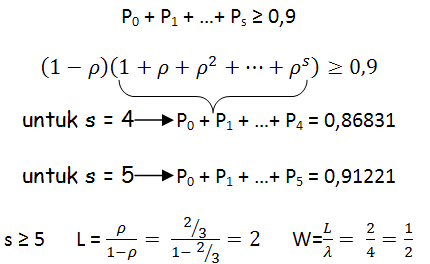 P₀ + P₁ + ...+ Pₛ ≥ 0,9
(1 − ρ)(1 + ρ + ρ² + ⋯ + ρˢ) ≥ 0,9
untuk s = 4 → P₀ + P₁ + ...+ P₄ = 0,86831
untuk s = 5 → P₀ + P₁ + ...+ P₅ = 0,91221
s ≥ 5 L = ρ/(1−ρ) = (2/3)/(1− 2/3) = 2 W= L/λ = 2/4 = 1/2